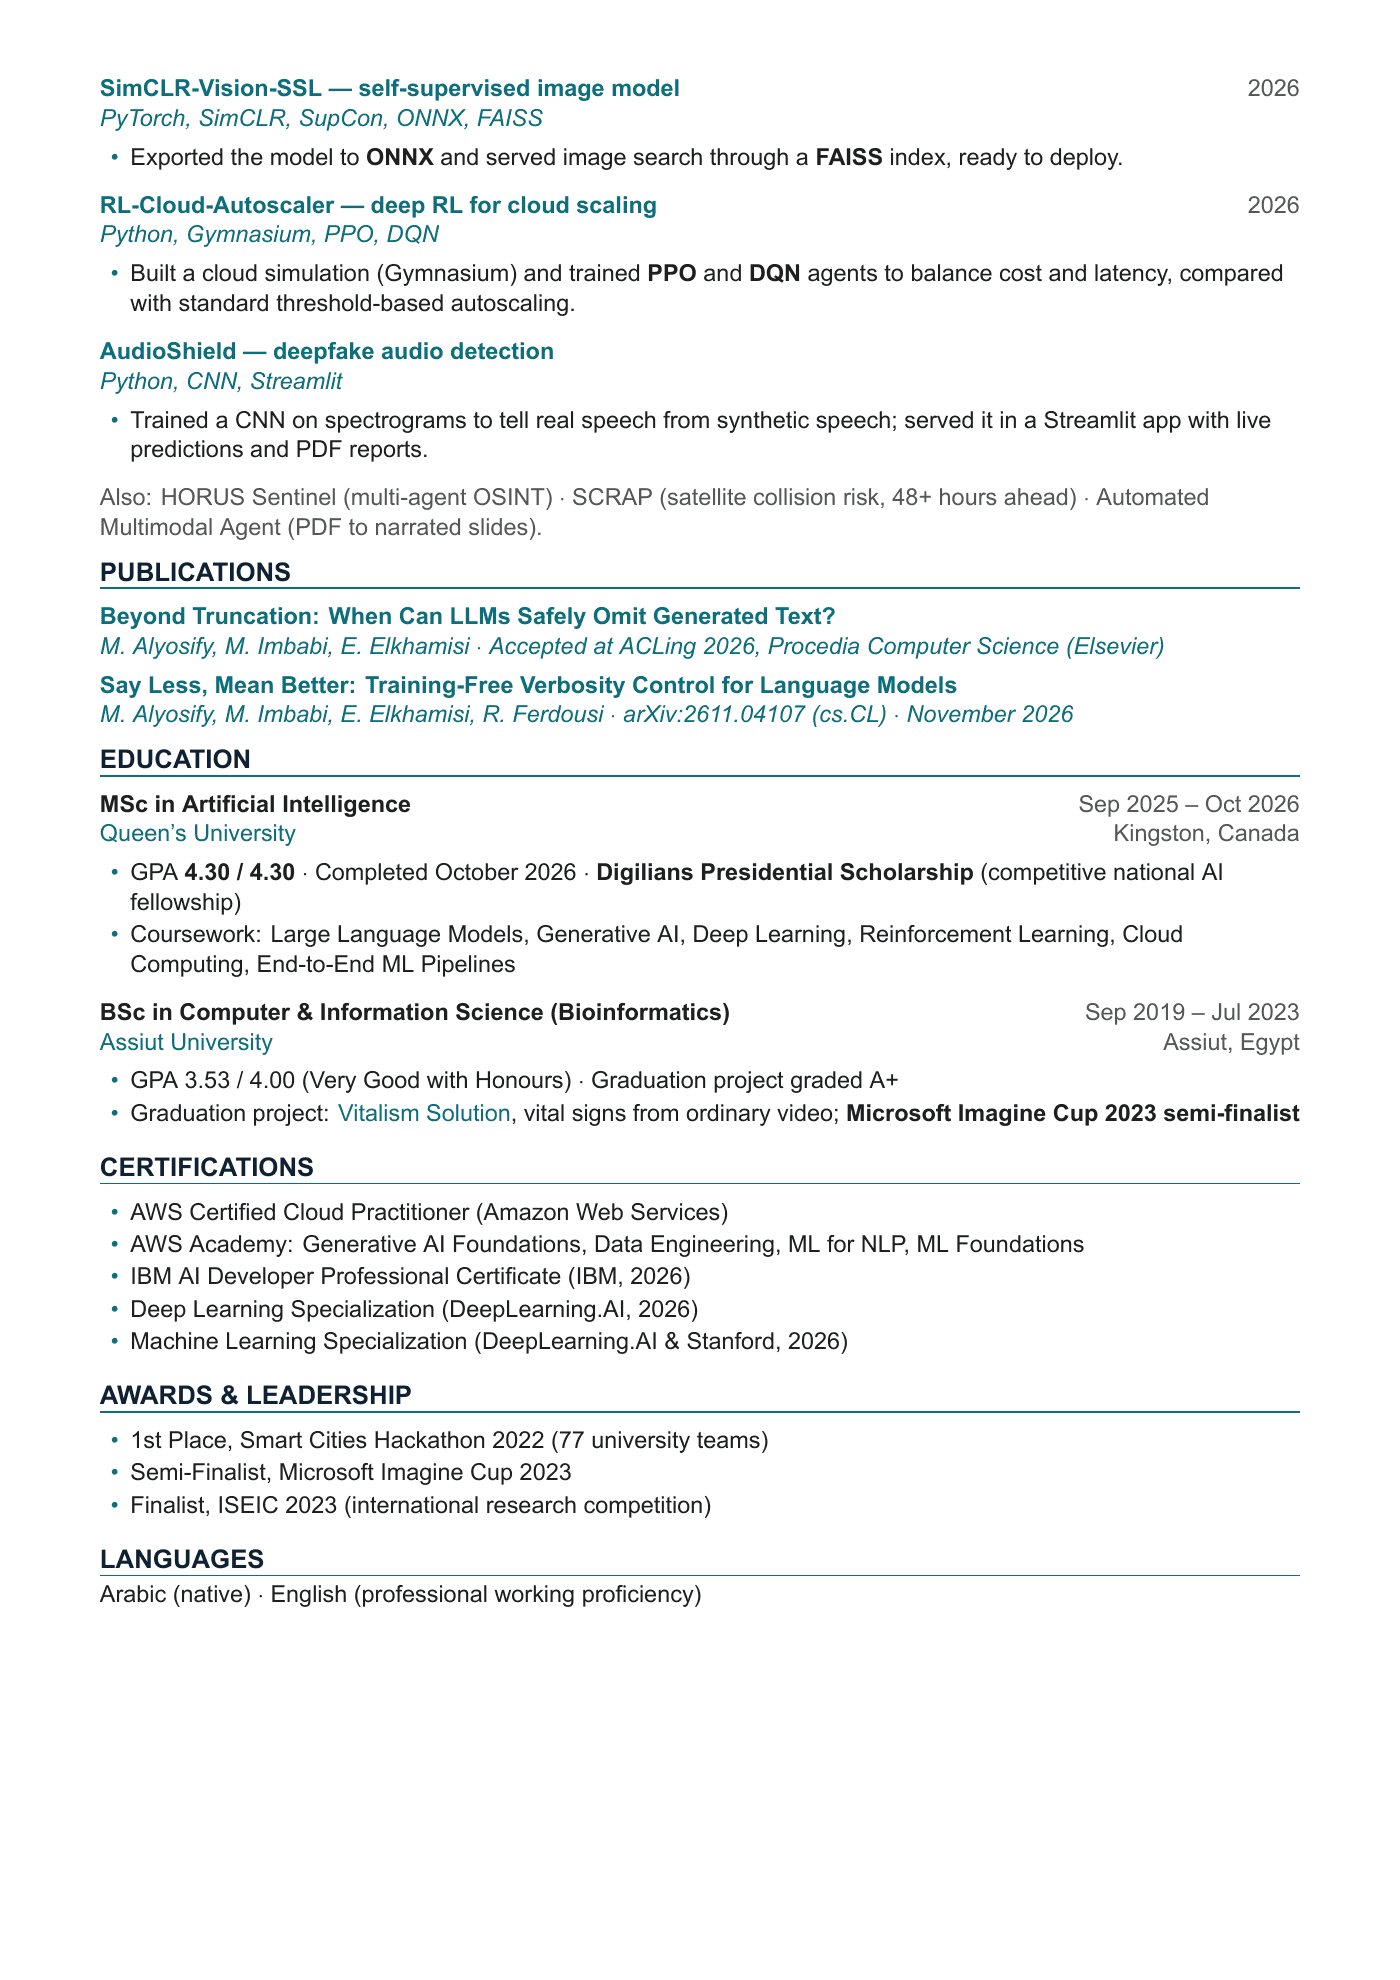 SimCLR-Vision-SSL — self-supervised image model 2026
PyTorch, SimCLR, SupCon, ONNX, FAISS
• Exported the model to ONNX and served image search through a FAISS index, ready to deploy.
RL-Cloud-Autoscaler — deep RL for cloud scaling 2026
Python, Gymnasium, PPO, DQN
• Built a cloud simulation (Gymnasium) and trained PPO and DQN agents to balance cost and latency, compared
with standard threshold-based autoscaling.
AudioShield — deepfake audio detection
Python, CNN, Streamlit
• Trained a CNN on spectrograms to tell real speech from synthetic speech; served it in a Streamlit app with live
predictions and PDF reports.
Also: HORUS Sentinel (multi-agent OSINT) · SCRAP (satellite collision risk, 48+ hours ahead) · Automated
Multimodal Agent (PDF to narrated slides).
PUBLICATIONS
Beyond Truncation: When Can LLMs Safely Omit Generated Text?
M. Alyosify, M. Imbabi, E. Elkhamisi · Accepted at ACLing 2026, Procedia Computer Science (Elsevier)
Say Less, Mean Better: Training-Free Verbosity Control for Language Models
M. Alyosify, M. Imbabi, E. Elkhamisi, R. Ferdousi · arXiv:2611.04107 (cs.CL) · November 2026
EDUCATION
MSc in Artificial Intelligence Sep 2025 – Oct 2026
Queen’s University Kingston, Canada
• GPA 4.30 / 4.30 · Completed October 2026 · Digilians Presidential Scholarship (competitive national AI
fellowship)
• Coursework: Large Language Models, Generative AI, Deep Learning, Reinforcement Learning, Cloud
Computing, End-to-End ML Pipelines
BSc in Computer & Information Science (Bioinformatics) Sep 2019 – Jul 2023
Assiut University Assiut, Egypt
• GPA 3.53 / 4.00 (Very Good with Honours) · Graduation project graded A+
• Graduation project: Vitalism Solution, vital signs from ordinary video; Microsoft Imagine Cup 2023 semi-finalist
CERTIFICATIONS
• AWS Certified Cloud Practitioner (Amazon Web Services)
• AWS Academy: Generative AI Foundations, Data Engineering, ML for NLP, ML Foundations
• IBM AI Developer Professional Certificate (IBM, 2026)
• Deep Learning Specialization (DeepLearning.AI, 2026)
• Machine Learning Specialization (DeepLearning.AI & Stanford, 2026)
AWARDS & LEADERSHIP
• 1st Place, Smart Cities Hackathon 2022 (77 university teams)
• Semi-Finalist, Microsoft Imagine Cup 2023
• Finalist, ISEIC 2023 (international research competition)
LANGUAGES
Arabic (native) · English (professional working proficiency)